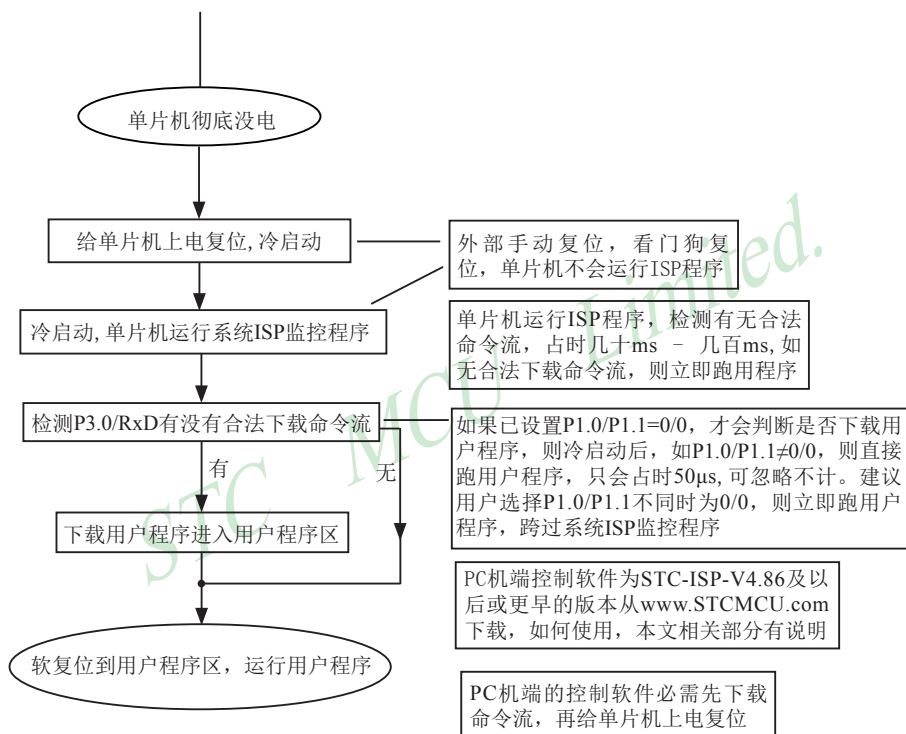 单片机彻底没电
给单片机上电复位,冷启动
外部手动复位，看门狗复
位，单片机不会运行ISP程序
冷启动,单片机运行系统ISP监控程序
单片机运行ISP程序，检测有无合法
命令流，占时几十ms － 几百ms,如
无合法下载命令流，则立即跑用程序
检测P3.0/RxD有没有合法下载命令流
如果已设置P1.0/P1.1=0/0，才会判断是否下载用
户程序，则冷启动后，如P1.0/P1.1≠0/0，则直接
跑用户程序，只会占时50μs,可忽略不计。建议
用户选择P1.0/P1.1不同时为0/0，则立即跑用户
程序，跨过系统ISP监控程序
有
无
下载用户程序进入用户程序区
PC机端控制软件为STC-ISP-V4.86及以
后或更早的版本从www.STCMCU.com
下载，如何使用，本文相关部分有说明
软复位到用户程序区，运行用户程序
PC机端的控制软件必需先下载
命令流，再给单片机上电复位
STC MCU Limited.